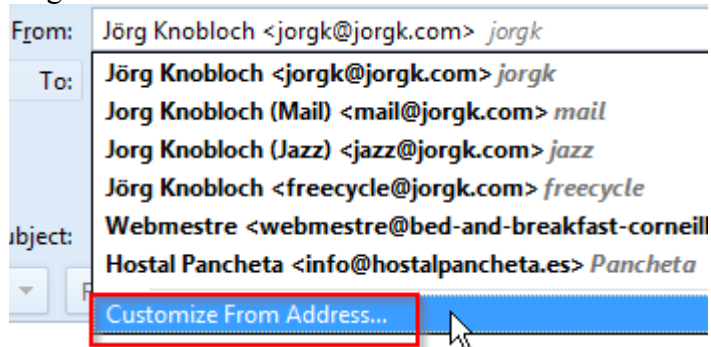 From: Jörg Knobloch <jorgk@jorgk.com> jorgk
To: Jörg Knobloch <jorgk@jorgk.com> jorgk
Jorg Knobloch (Mail) <mail@jorgk.com> mail
Jorg Knobloch (Jazz) <jazz@jorgk.com> jazz
Jörg Knobloch <freecycle@jorgk.com> freecycle
Webmestre <webmestre@bed-and-breakfast-corneill
Hostal Pancheta <info@hostalpancheta.es> Pancheta
Customize From Address...